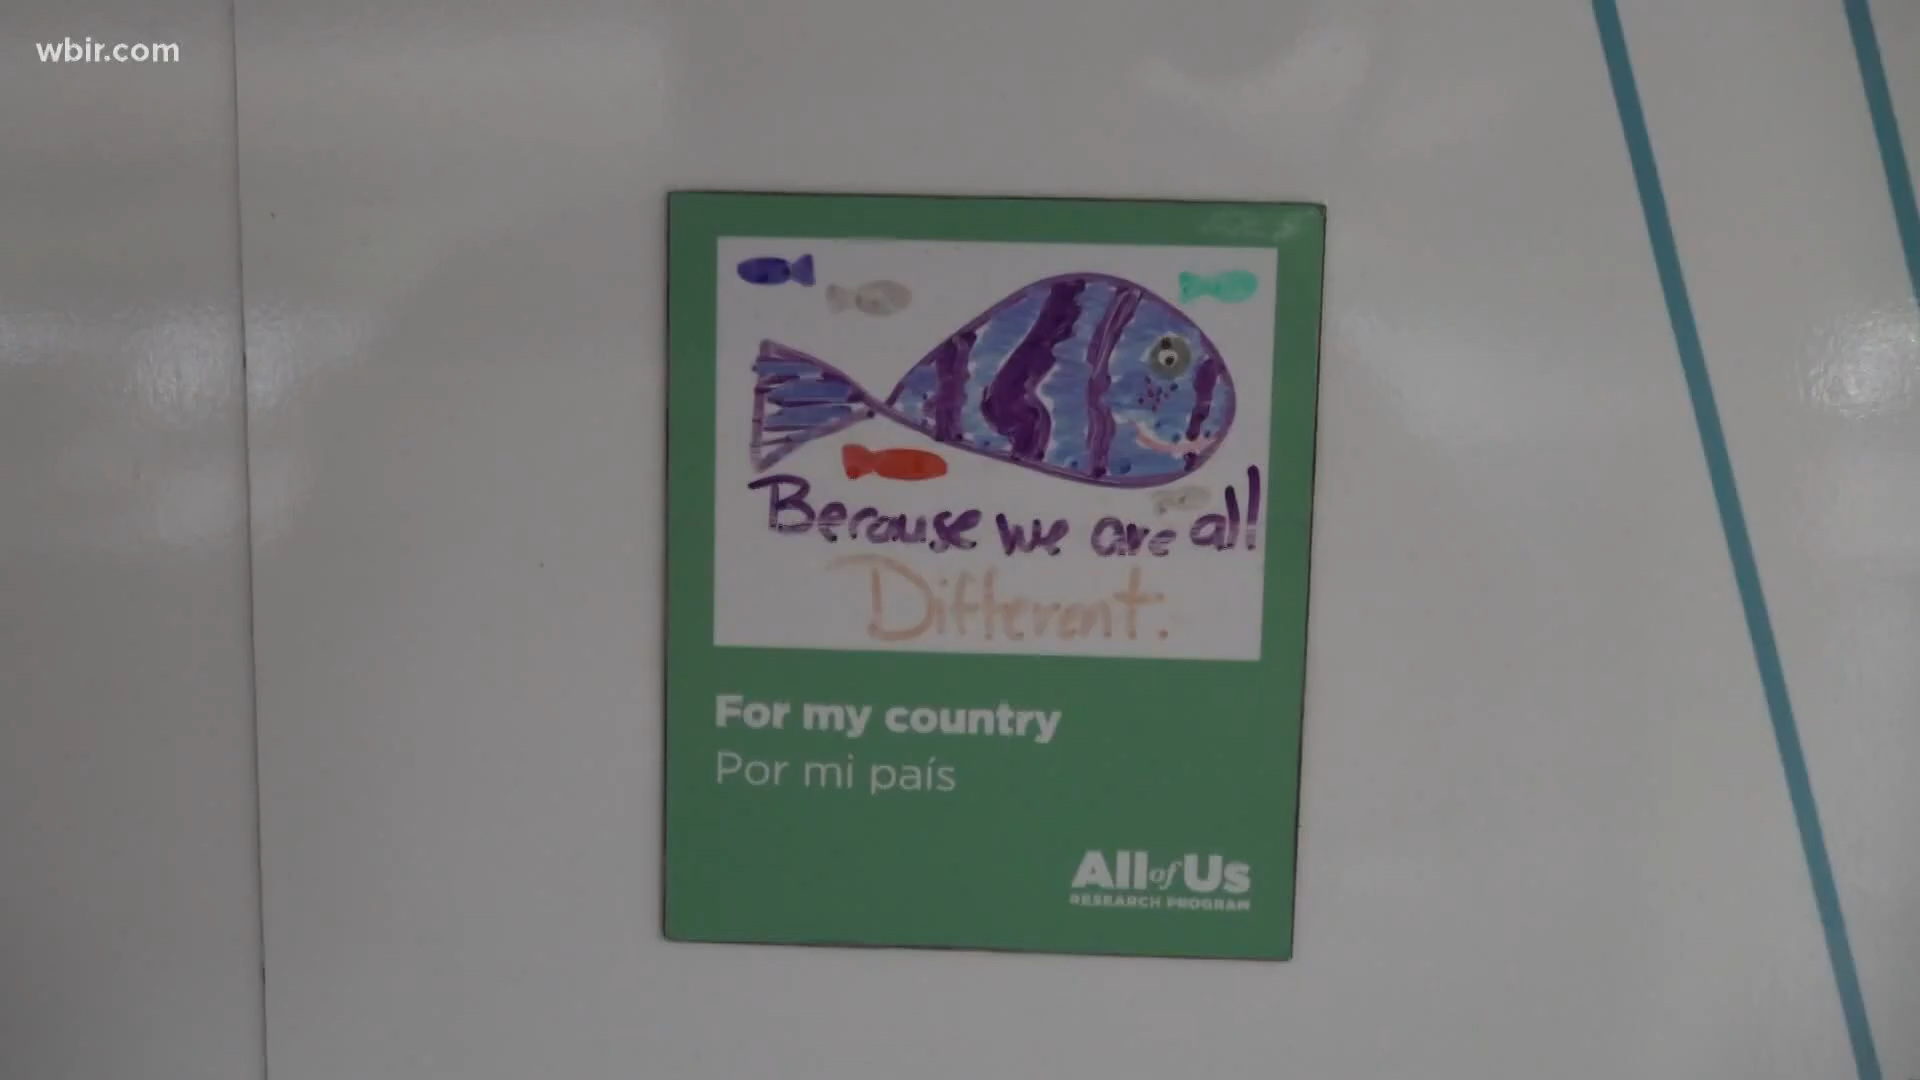 wbir.com
Because we are all
Different.
For my country
Por mi país
All of Us
RESEARCH PROGRAM